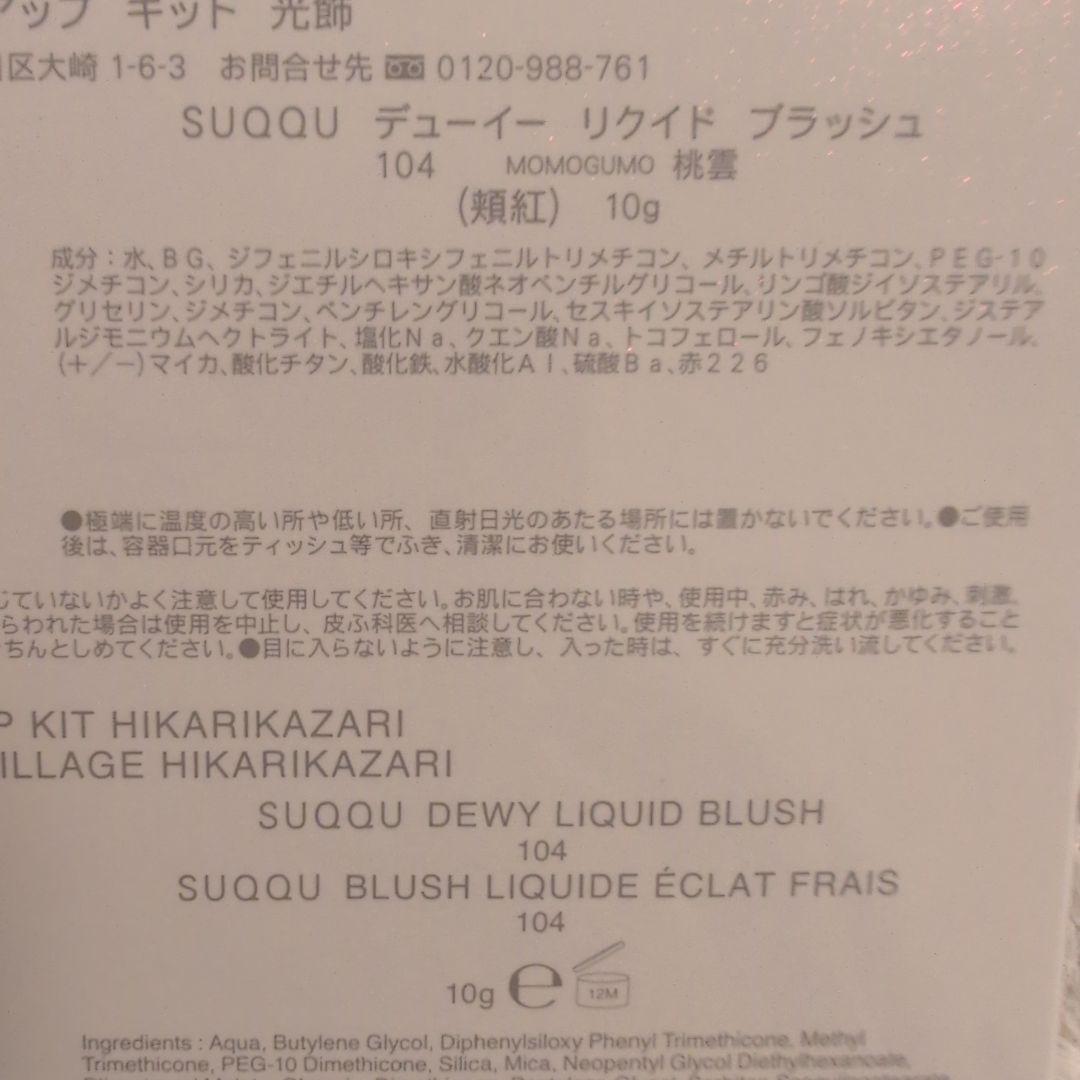 アップ キット 光飾
区大崎 1-6-3 お問合せ先 0120-988-761
SUQQU デューイー リクイド ブラッシュ
104 MOMOGUMO 桃雲
(頬紅) 10g
成分：水、BG、ジフェニルシロキシフェニルトリメチコン、メチルトリメチコン、PEG-10
ジメチコン、シリカ、ジエチルヘキサン酸ネオペンチルグリコール、リンゴ酸ジイソステアリル、
グリセリン、ジメチコン、ペンチレングリコール、セスキイソステアリン酸ソルビタン、ジステア
ルジモニウムヘクトライト、塩化Na、クエン酸Na、トコフェロール、フェノキシエタノール、
(+/−)マイカ、酸化チタン、酸化鉄、水酸化Al、硫酸Ba、赤226
●極端に温度の高い所や低い所、直射日光のあたる場所には置かないでください。●ご使用
後は、容器口元をティッシュ等でふき、清潔にお使いください。
じていないかよく注意して使用してください。お肌に合わない時や、使用中、赤み、はれ、かゆみ、刺激、
らわれた場合は使用を中止し、皮ふ科医へ相談してください。使用を続けますと症状が悪化すること
ちんとしめてください。●目に入らないように注意し、入った時は、すぐに充分洗い流してください。
P KIT HIKARIKAZARI
ILLAGE HIKARIKAZARI
SUQQU DEWY LIQUID BLUSH
104
SUQQU BLUSH LIQUIDE ÉCLAT FRAIS
104
10g ℮ 12M
Ingredients : Aqua, Butylene Glycol, Diphenylsiloxy Phenyl Trimethicone, Methyl
Trimethicone, PEG-10 Dimethicone, Silica, Mica, Neopentyl Glycol Diethylhexanoate,